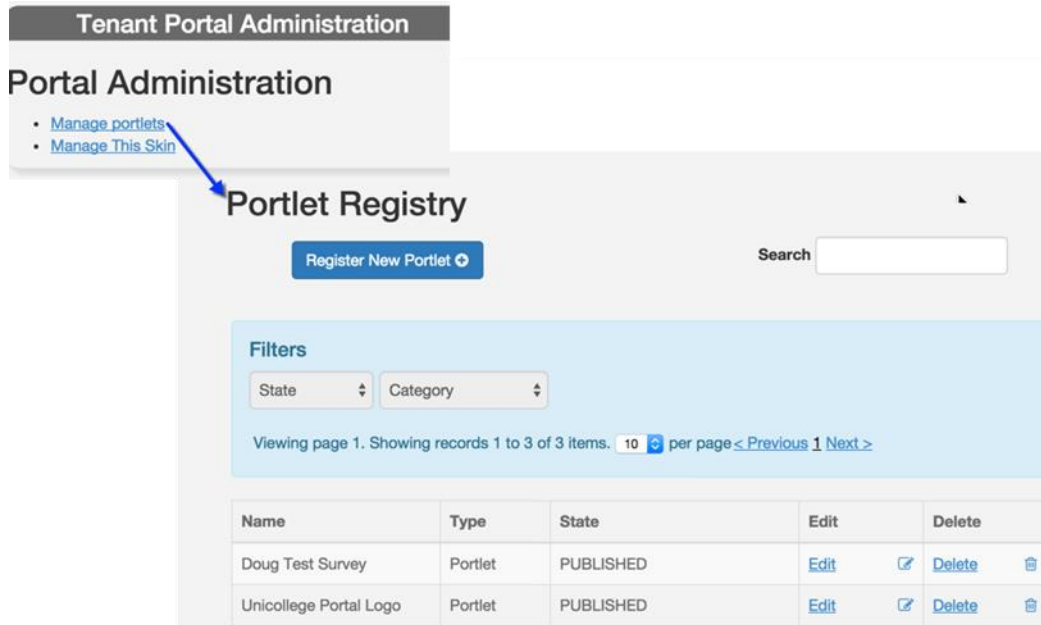 Tenant Portal Administration
Portal Administration
Manage portlets
Manage This Skin
Portlet Registry
Register New Portlet
Search
Filters
State Category
Viewing page 1. Showing records 1 to 3 of 3 items. 10 per page < Previous 1 Next >
Name Type State Edit Delete
Doug Test Survey Portlet PUBLISHED Edit Delete
Unicollege Portal Logo Portlet PUBLISHED Edit Delete